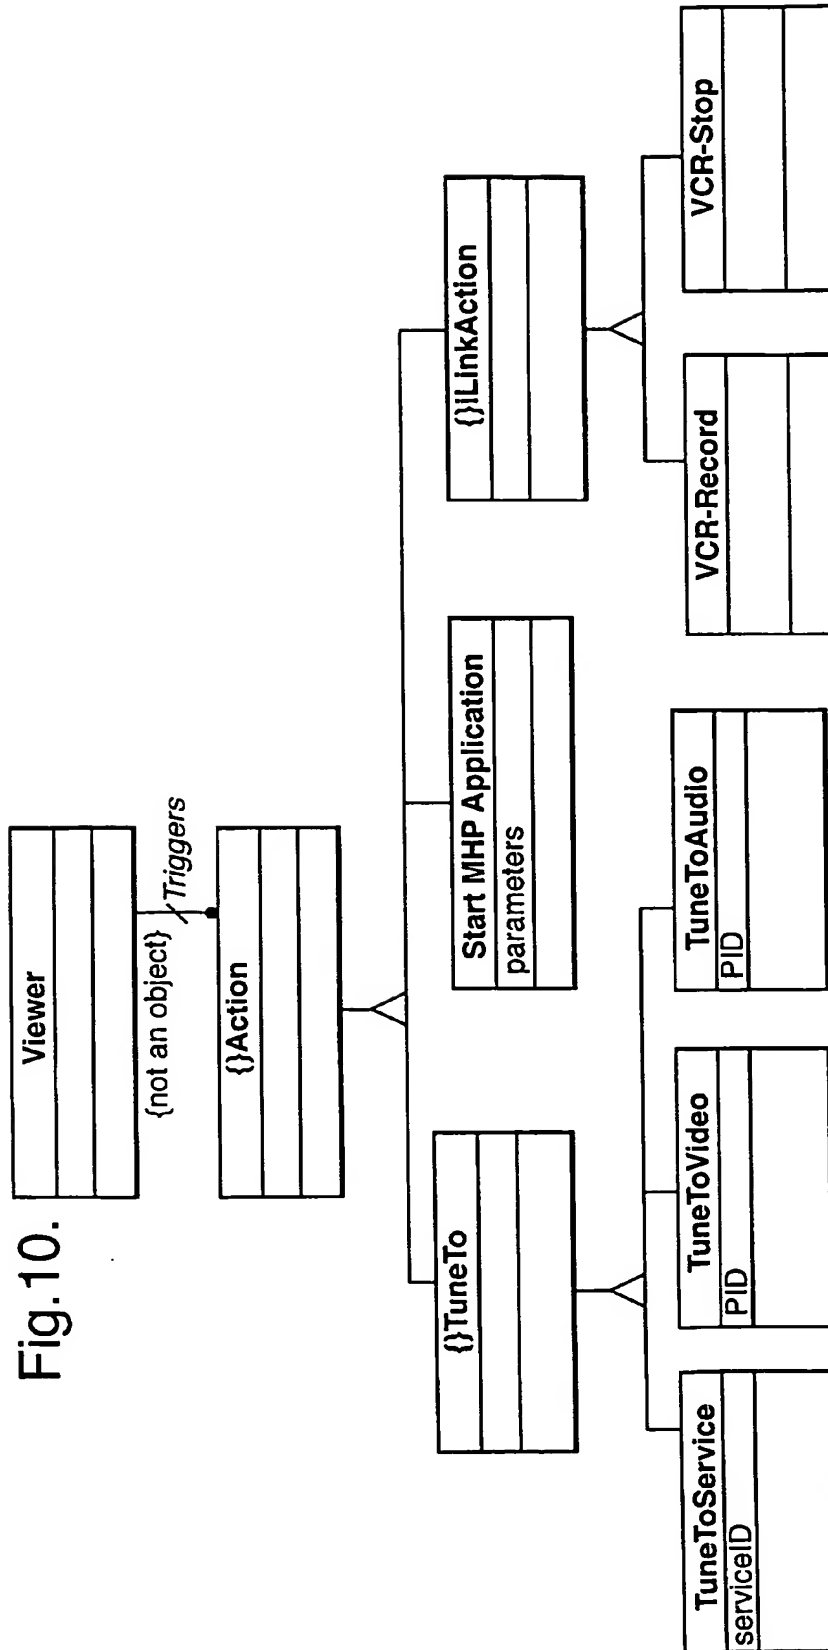 Fig.10.
Viewer
{not an object}
Triggers
{}Action
{}TuneTo
Start MHP Application
parameters
{}iLinkAction
TuneToService
serviceID
TuneToVideo
PID
TuneToAudio
PID
VCR-Record
VCR-Stop